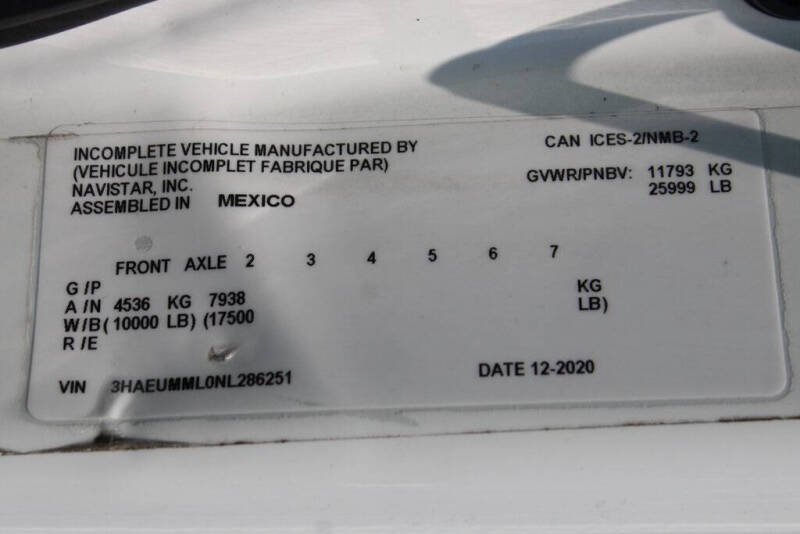 INCOMPLETE VEHICLE MANUFACTURED BY
(VEHICULE INCOMPLET FABRIQUE PAR)
NAVISTAR, INC.
ASSEMBLED IN MEXICO
CAN ICES-2/NMB-2
GVWR/PNBV: 11793 KG
25999 LB
FRONT AXLE 2 3 4 5 6 7
G/P
A/N 4536 KG 7938 KG
W/B (10000 LB) (17500 LB)
R/E
VIN 3HAEUMML0NL286251
DATE 12-2020